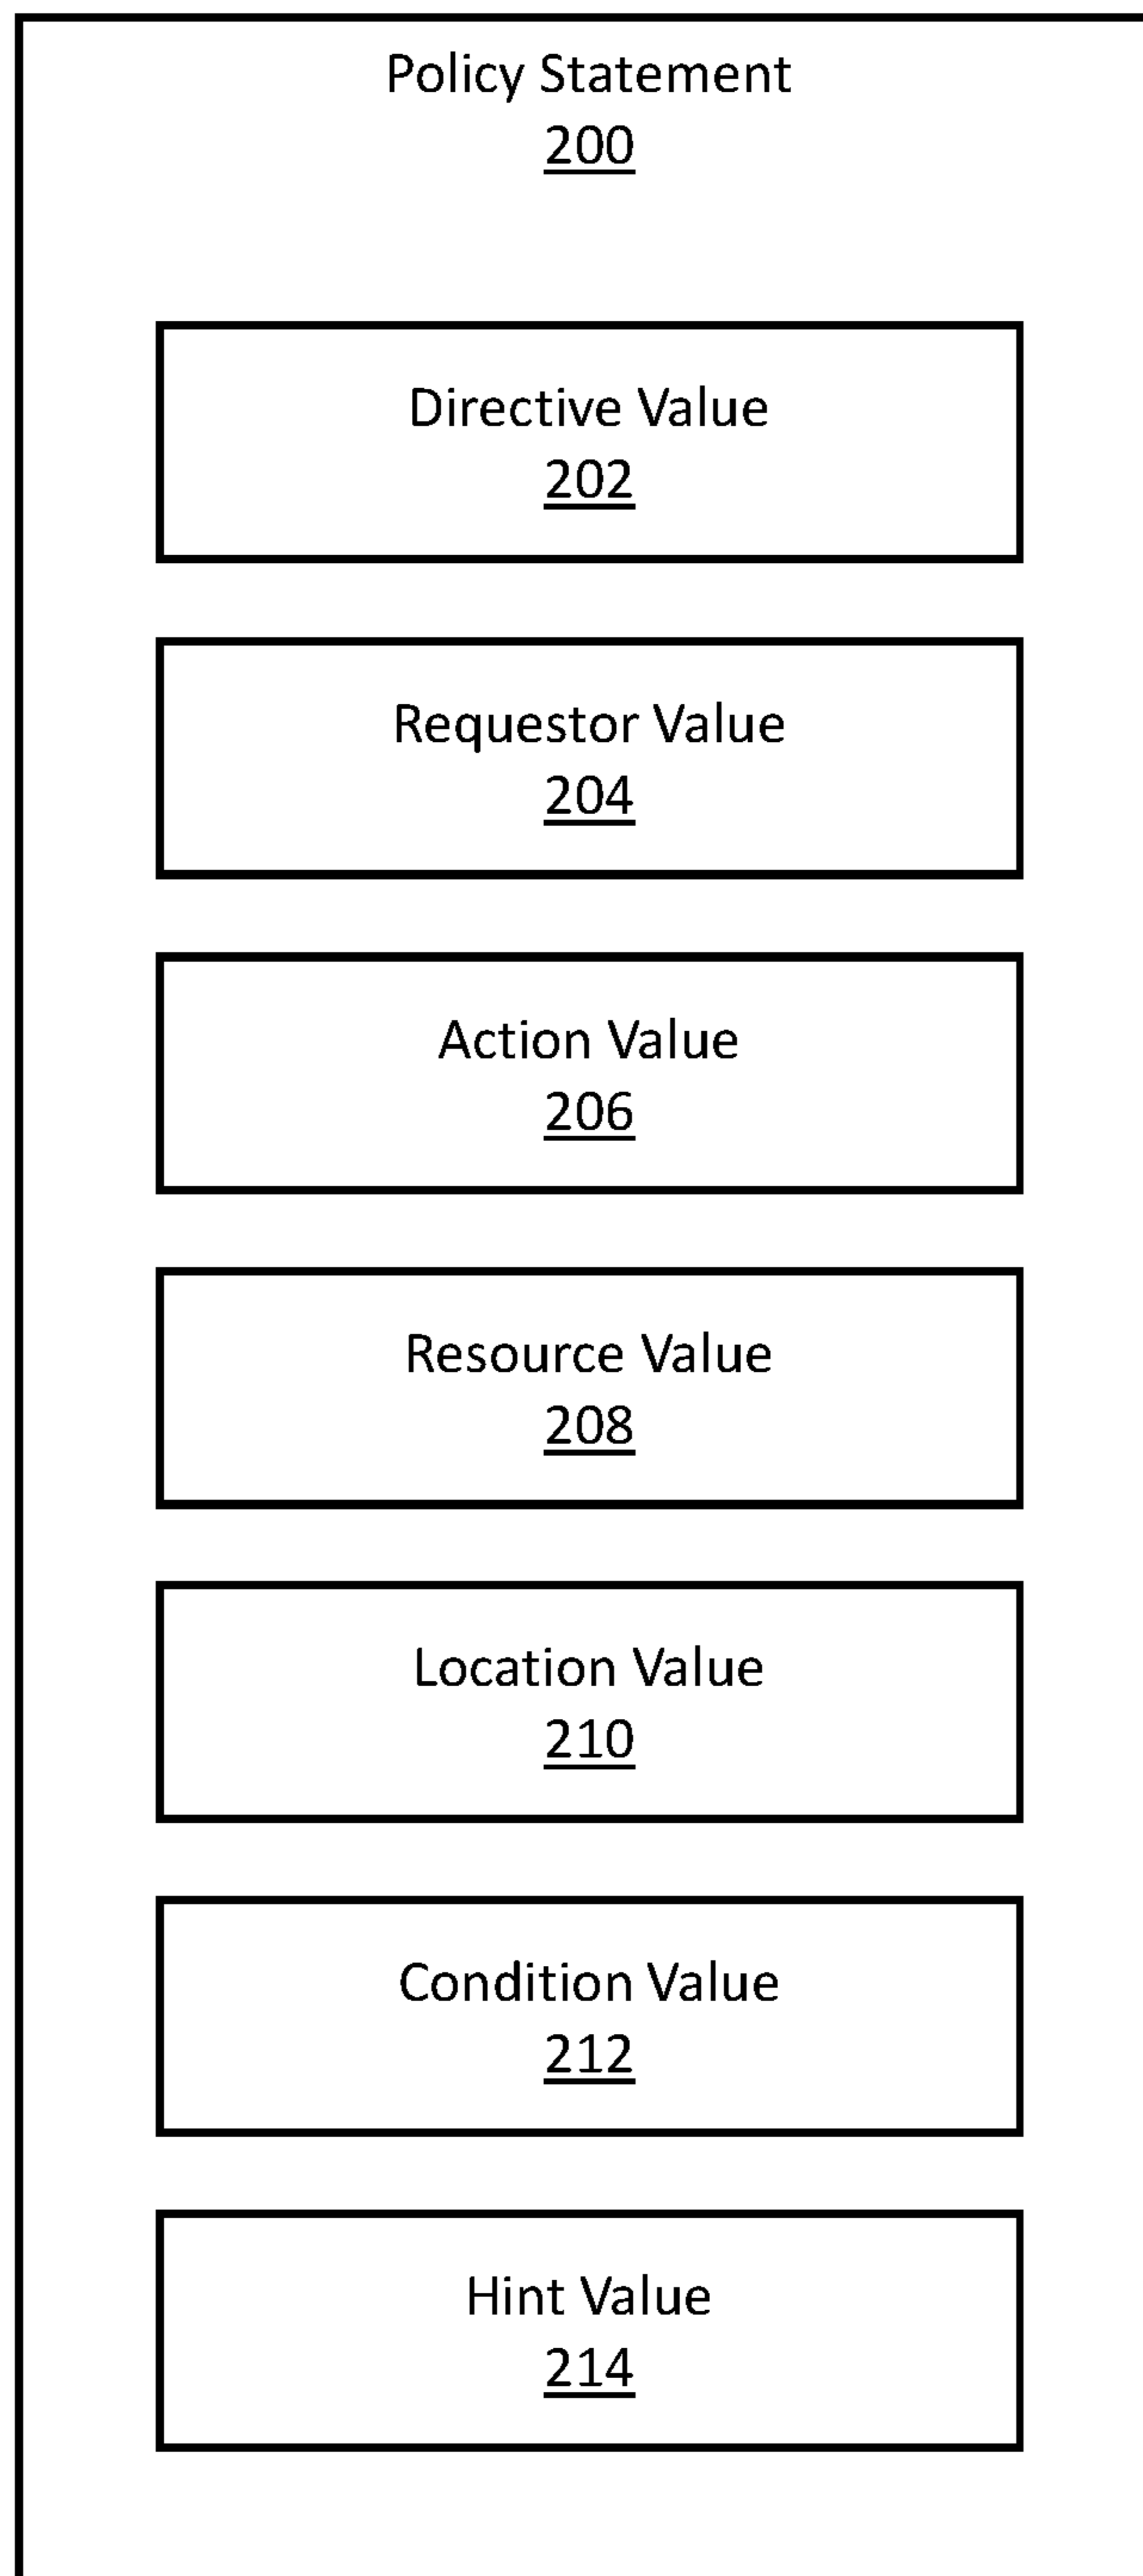 Policy Statement
200
Directive Value
202
Requestor Value
204
Action Value
206
Resource Value
208
Location Value
210
Condition Value
212
Hint Value
214